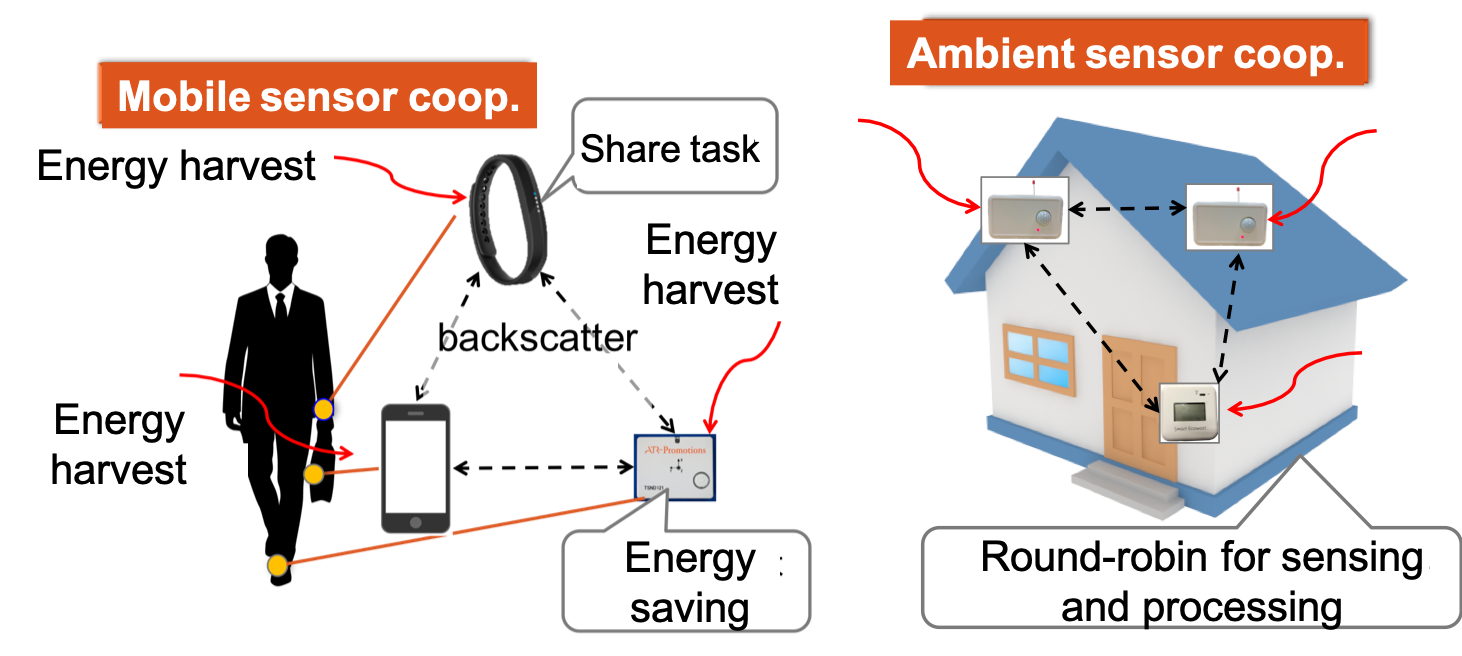 Mobile sensor coop.
Energy harvest
Share task
Energy
harvest
backscatter
Energy
harvest
ATR-Promotions
TSND121
Energy :
saving
Ambient sensor coop.
Round-robin for sensing
and processing